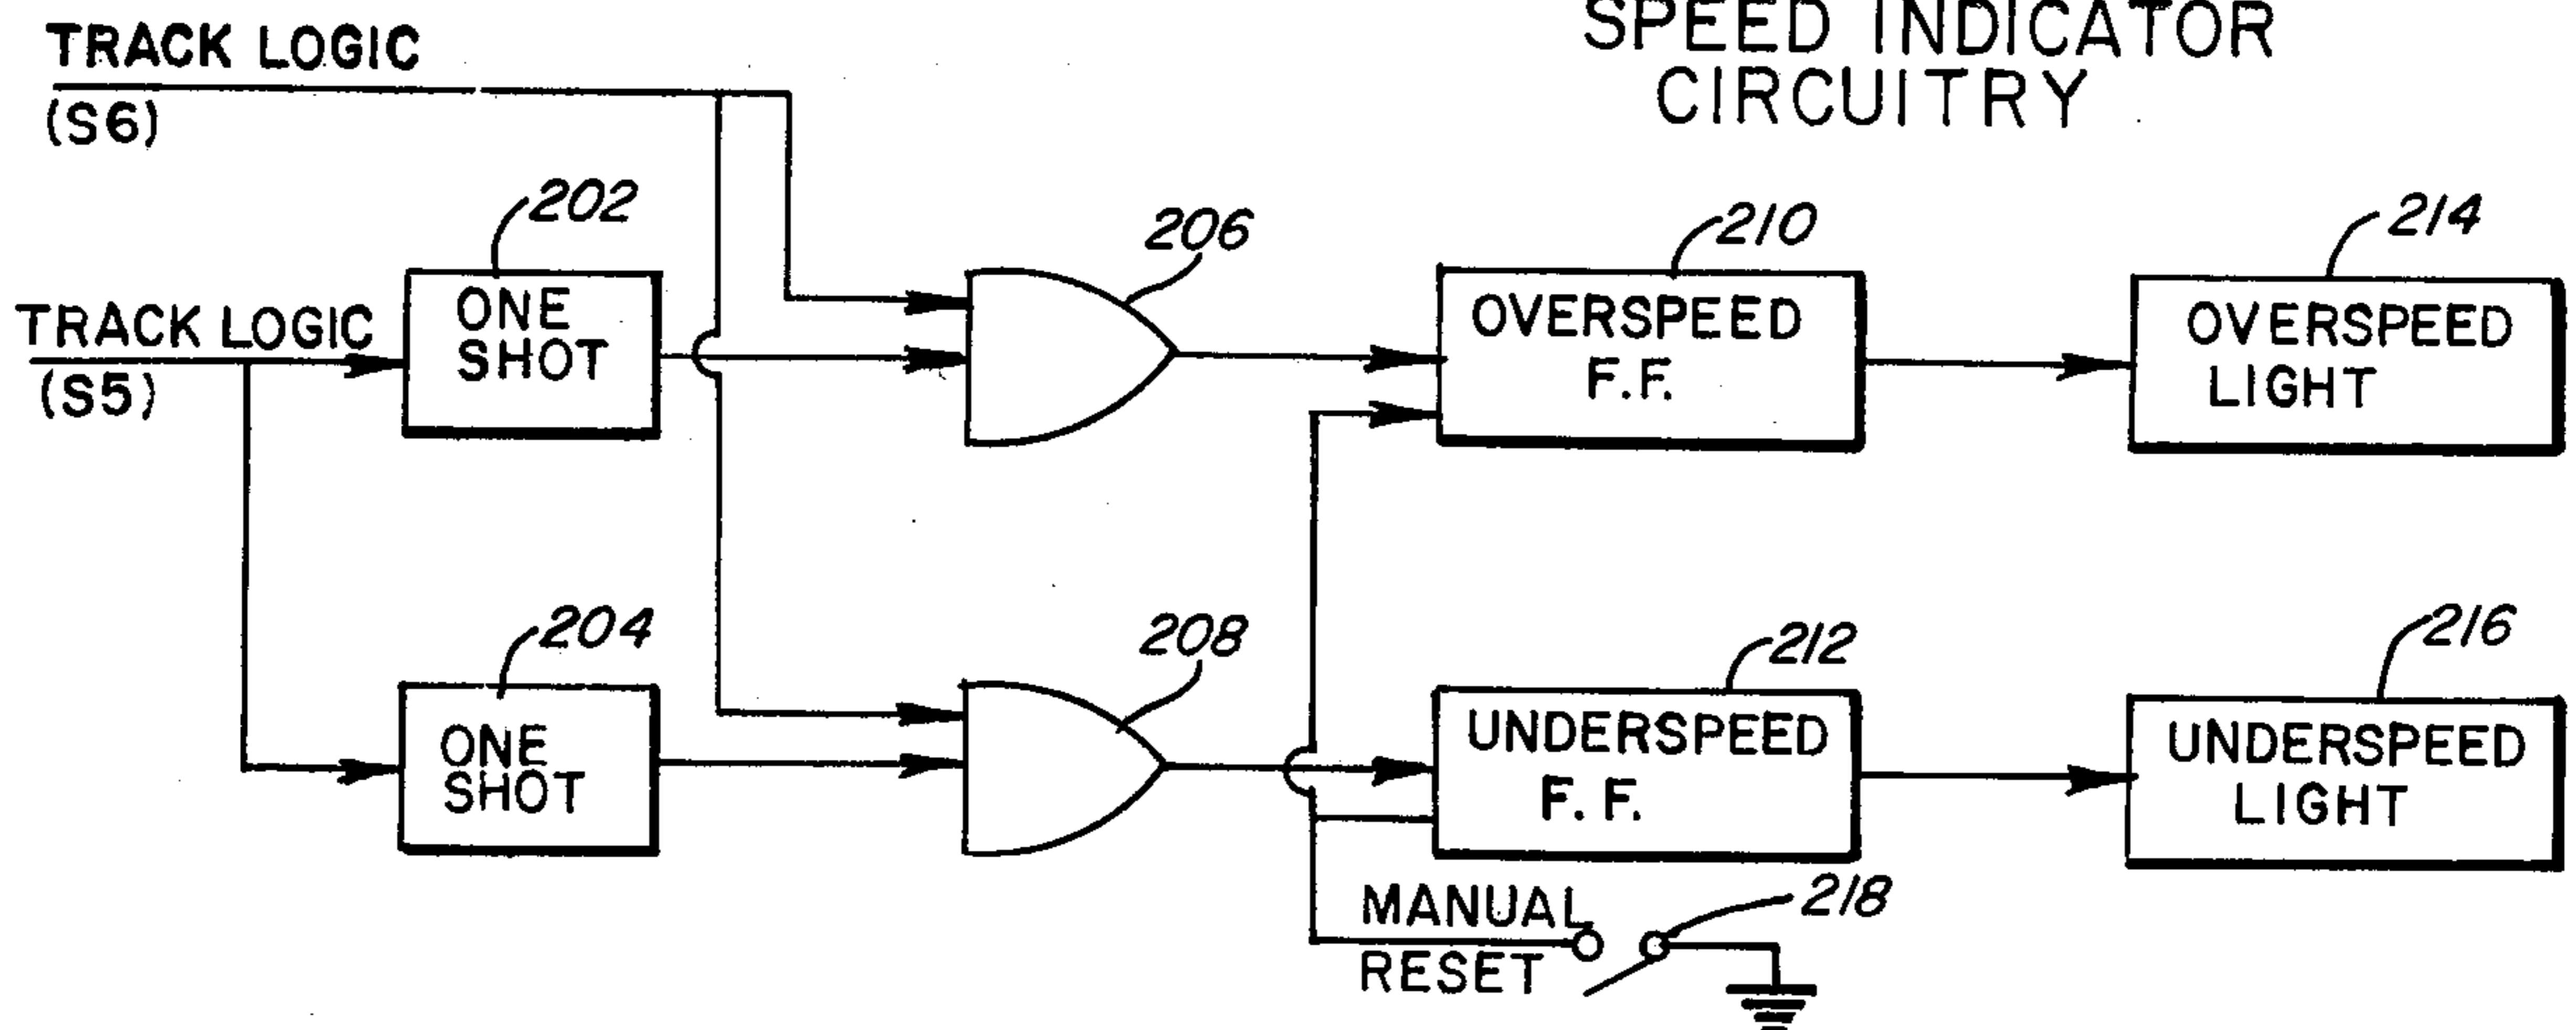 SPEED INDICATOR
CIRCUITRY
TRACK LOGIC
(S6)
202
206
210
214
TRACK LOGIC
(S5)
ONE
SHOT
OVERSPEED
F.F.
OVERSPEED
LIGHT
204
208
212
216
ONE
SHOT
UNDERSPEED
F. F.
UNDERSPEED
LIGHT
MANUAL
RESET
218